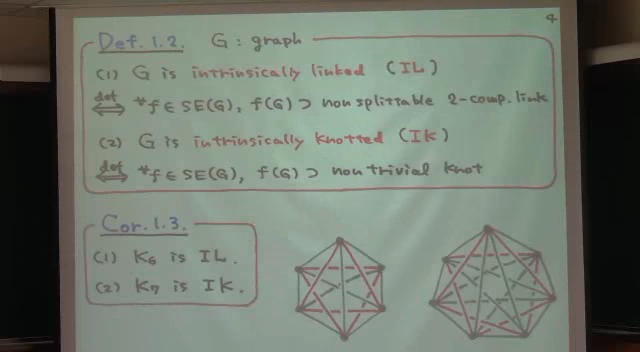 4
Def. 1.2. G : graph
(1) G is intrinsically linked (IL)
def ⟺ ∀f ∈ SE(G), f(G) ⊃ nonsplittable 2-comp. link
(2) G is intrinsically knotted (IK)
def ⟺ ∀f ∈ SE(G), f(G) ⊃ nontrivial knot
Cor. 1.3.
(1) K6 is IL.
(2) K7 is IK.